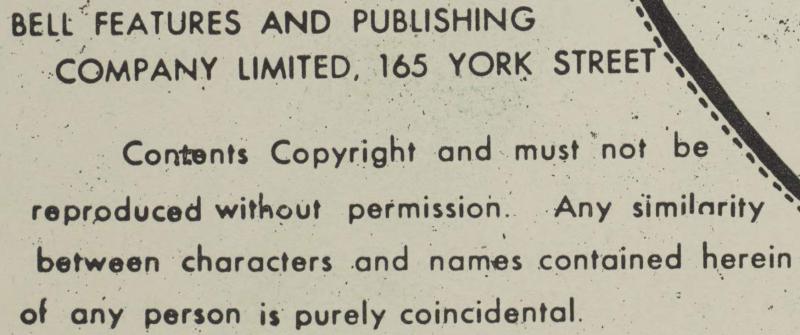 BELL FEATURES AND PUBLISHING
COMPANY LIMITED, 165 YORK STREET
Contents Copyright and must not be
reproduced without permission. Any similarity
between characters and names contained herein
of any person is purely coincidental.